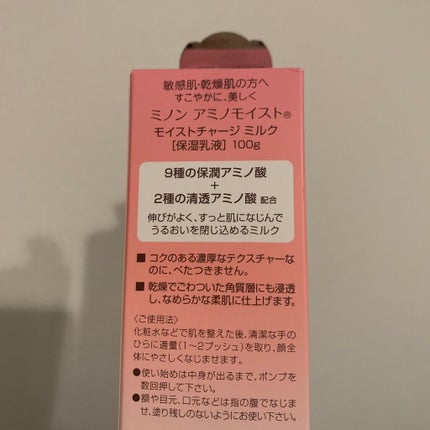 敏感肌・乾燥肌の方へ
すこやかに、美しく
ミノン アミノモイスト®
モイストチャージ ミルク
[保湿乳液] 100g
9種の保潤アミノ酸
+
2種の清透アミノ酸 配合
伸びがよく、すっと肌になじんで
うるおいを閉じ込めるミルク
■ コクのある濃厚なテクスチャーな
のに、べたつきません。
■ 乾燥でごわついた角質層にも浸透
し、なめらかな柔肌に仕上げます。
〈ご使用法〉
化粧水などで肌を整えた後、清潔な手の
ひらに適量(1〜2プッシュ)を取り、顔全
体にやさしくなじませます。
●使い始めは中身が出るまで、ポンプを
数回押して下さい。
●額や目元、口元などは指の腹でなじま
せ、塗り残しのないようにお使い下さい。